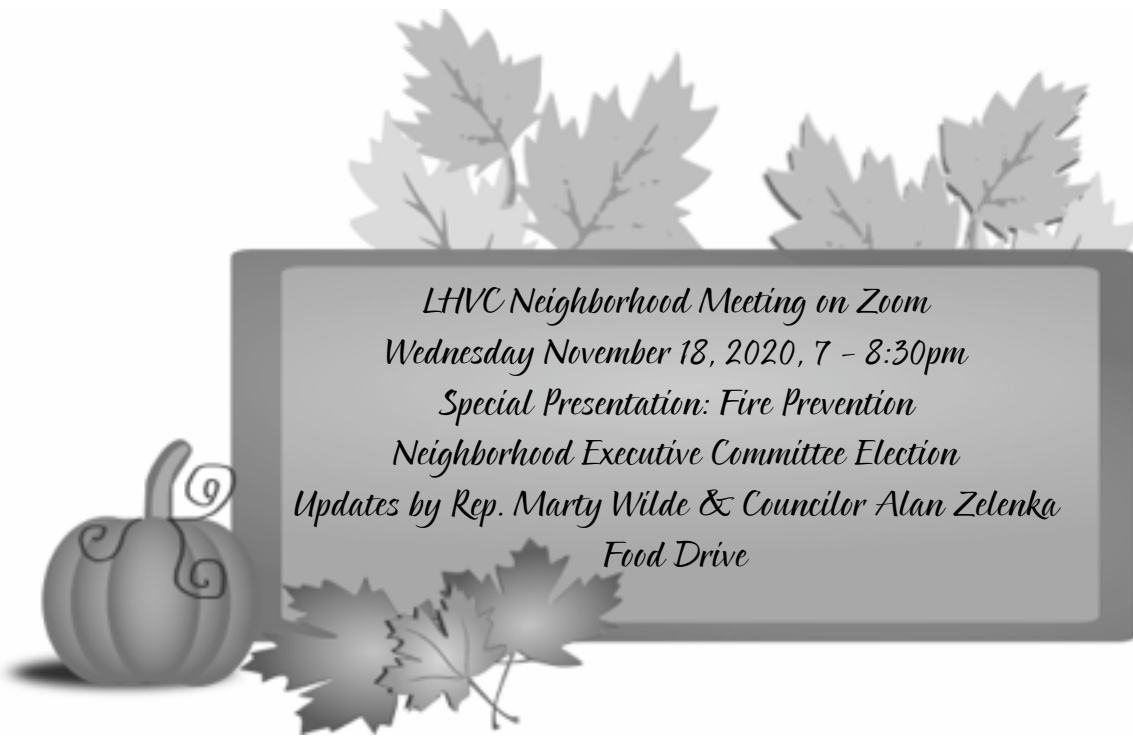 LHVC Neighborhood Meeting on Zoom
Wednesday November 18, 2020, 7 - 8:30pm
Special Presentation: Fire Prevention
Neighborhood Executive Committee Election
Updates by Rep. Marty Wilde & Councilor Alan Zelenka
Food Drive